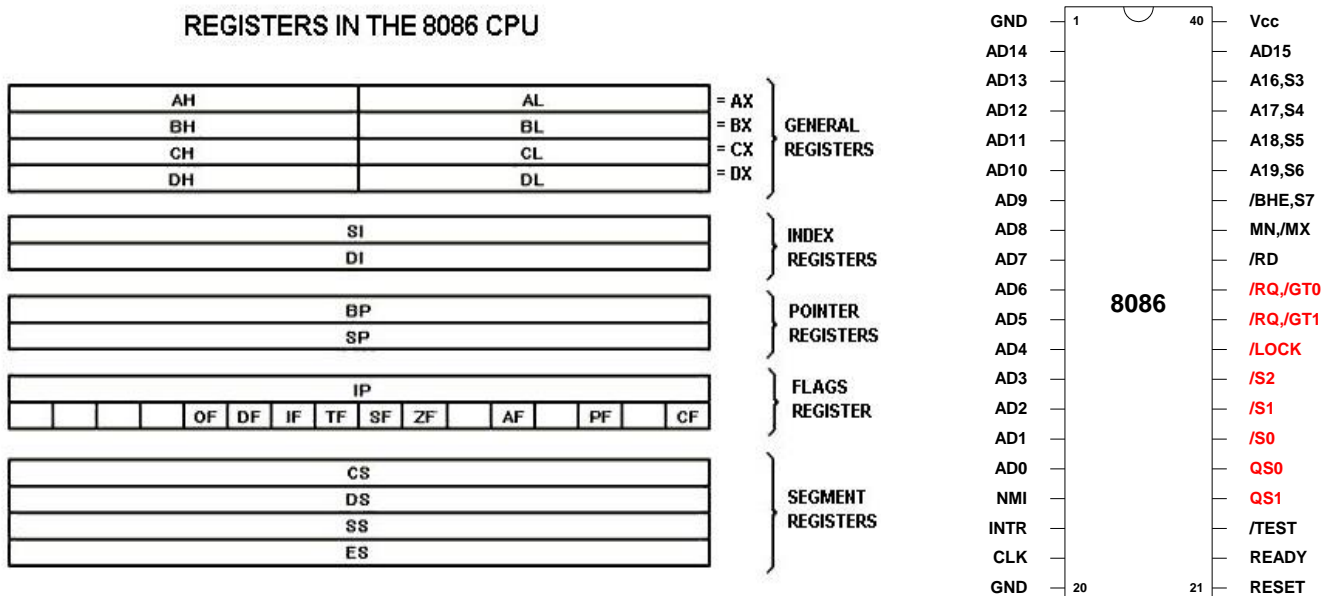 REGISTERS IN THE 8086 CPU
AH AL = AX
BH BL = BX
CH CL = CX
DH DL = DX
GENERAL
REGISTERS
SI
DI
INDEX
REGISTERS
BP
SP
POINTER
REGISTERS
IP
OF DF IF TF SF ZF AF PF CF
FLAGS
REGISTER
CS
DS
SS
ES
SEGMENT
REGISTERS
GND 1 40 Vcc
AD14 AD15
AD13 A16,S3
AD12 A17,S4
AD11 A18,S5
AD10 A19,S6
AD9 /BHE,S7
AD8 MN,/MX
AD7 /RD
AD6 /RQ,/GT0
8086
AD5 /RQ,/GT1
AD4 /LOCK
AD3 /S2
AD2 /S1
AD1 /S0
AD0 QS0
NMI QS1
INTR /TEST
CLK READY
GND 20 21 RESET